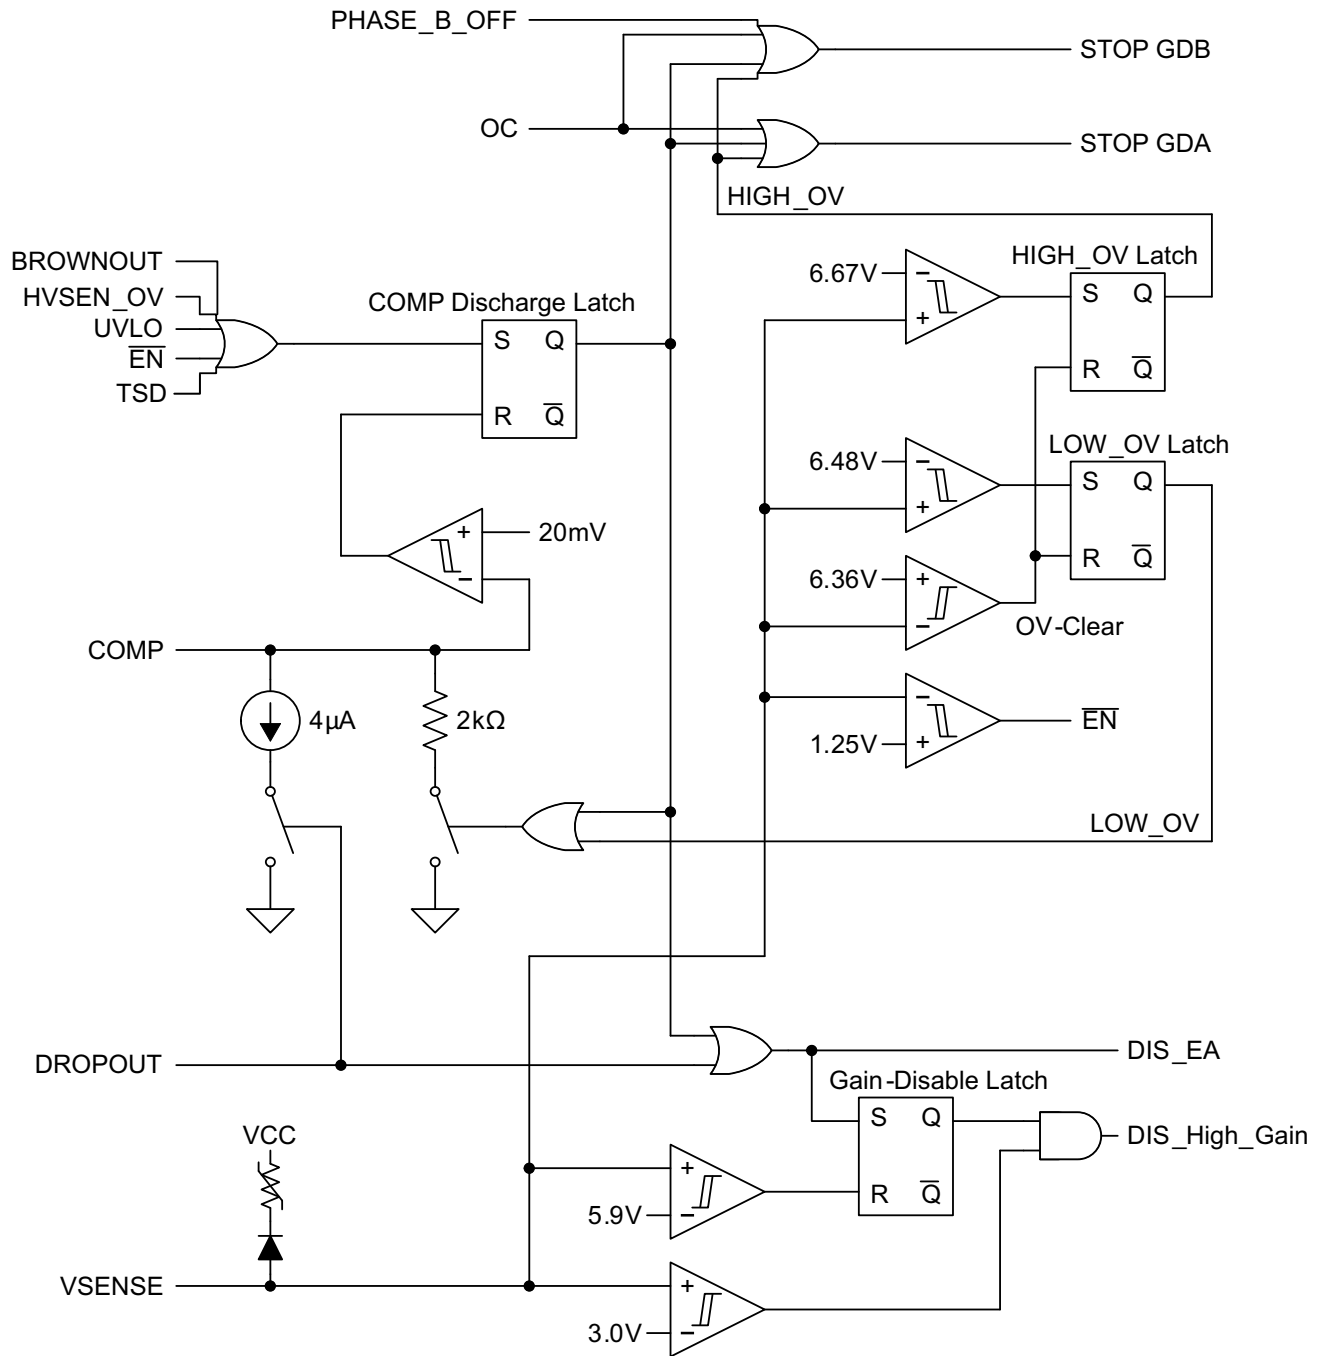 PHASE_B_OFF
STOP GDB
OC
STOP GDA
HIGH_OV
BROWNOUT
HVSEN_OV
UVLO
E̅N̅
TSD
COMP Discharge Latch
S Q
R Q̅
6.67V
−
+
HIGH_OV Latch
S Q
R Q̅
6.48V
−
+
LOW_OV Latch
S Q
R Q̅
+
20mV
−
6.36V
+
−
OV-Clear
COMP
4µA
2kΩ
−
1.25V
+
E̅N̅
LOW_OV
DROPOUT
DIS_EA
Gain-Disable Latch
S Q
R Q̅
DIS_High_Gain
VCC
+
5.9V
−
VSENSE
+
3.0V
−